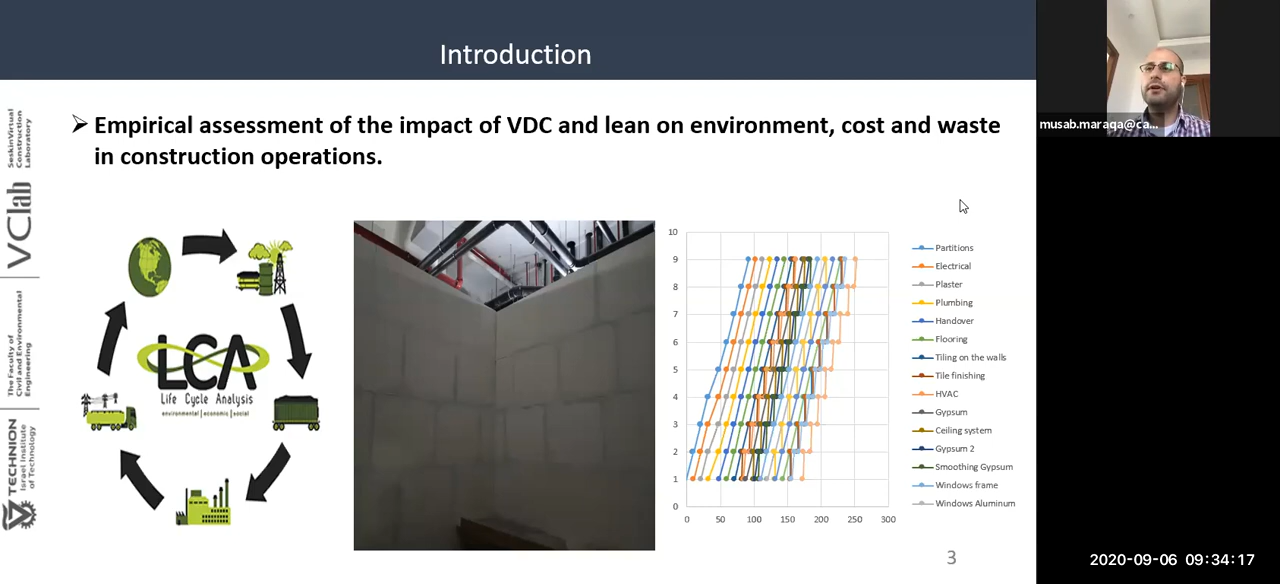 Introduction
musab.maraqa@ca...
➢ Empirical assessment of the impact of VDC and lean on environment, cost and waste
in construction operations.
VClab
SeskinVirtual
Construction
Laboratory
The Faculty of
Civil and Environmental
Engineering
TECHNION
Israel Institute
of Technology
LCA
Life Cycle Analysis
environmental | economic | social
10
9
8
7
6
5
4
3
2
1
0
0 50 100 150 200 250 300
Partitions
Electrical
Plaster
Plumbing
Handover
Flooring
Tiling on the walls
Tile finishing
HVAC
Gypsum
Ceiling system
Gypsum 2
Smoothing Gypsum
Windows frame
Windows Aluminum
3
2020-09-06 09:34:17